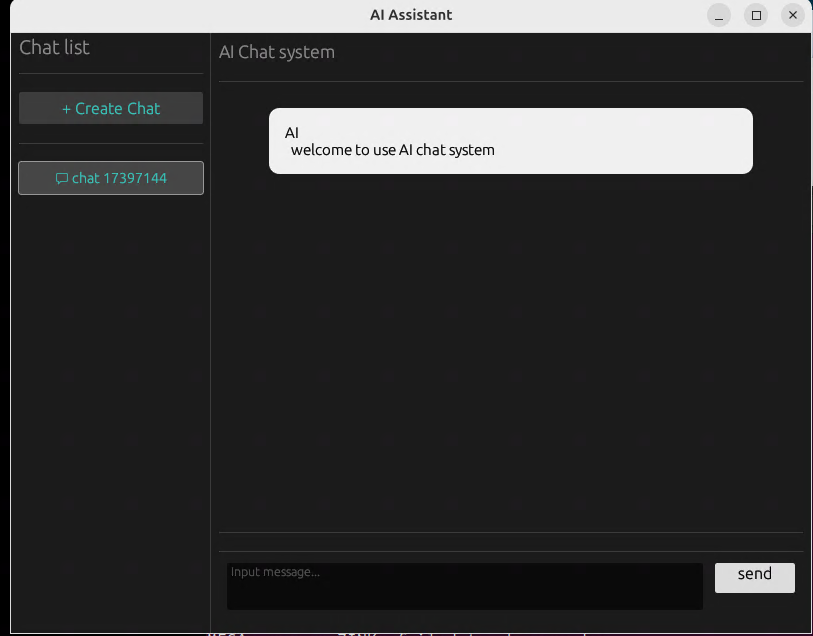 AI Assistant
Chat list
+ Create Chat
chat 17397144
AI Chat system
AI
welcome to use AI chat system
Input message...
send